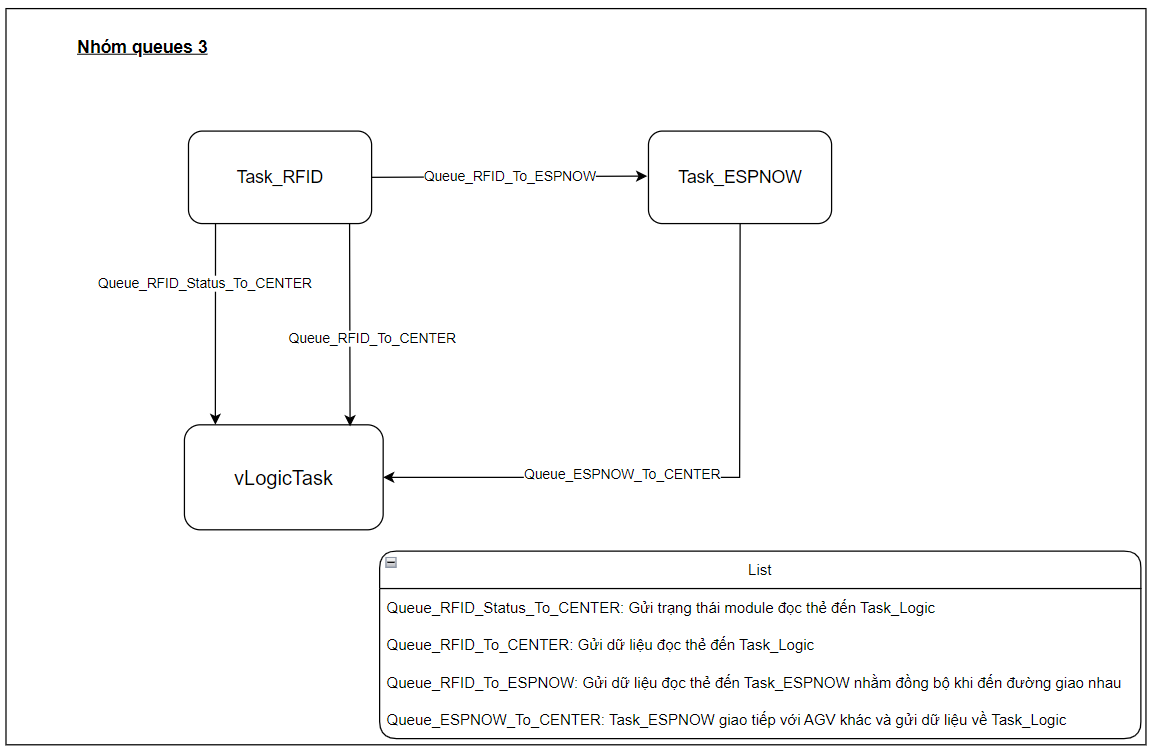 Nhóm queues 3
Task_RFID
Queue_RFID_To_ESPNOW
Task_ESPNOW
Queue_RFID_Status_To_CENTER
Queue_RFID_To_CENTER
vLogicTask
Queue_ESPNOW_To_CENTER
List
Queue_RFID_Status_To_CENTER: Gửi trạng thái module đọc thẻ đến Task_Logic
Queue_RFID_To_CENTER: Gửi dữ liệu đọc thẻ đến Task_Logic
Queue_RFID_To_ESPNOW: Gửi dữ liệu đọc thẻ đến Task_ESPNOW nhằm đồng bộ khi đến đường giao nhau
Queue_ESPNOW_To_CENTER: Task_ESPNOW giao tiếp với AGV khác và gửi dữ liệu về Task_Logic